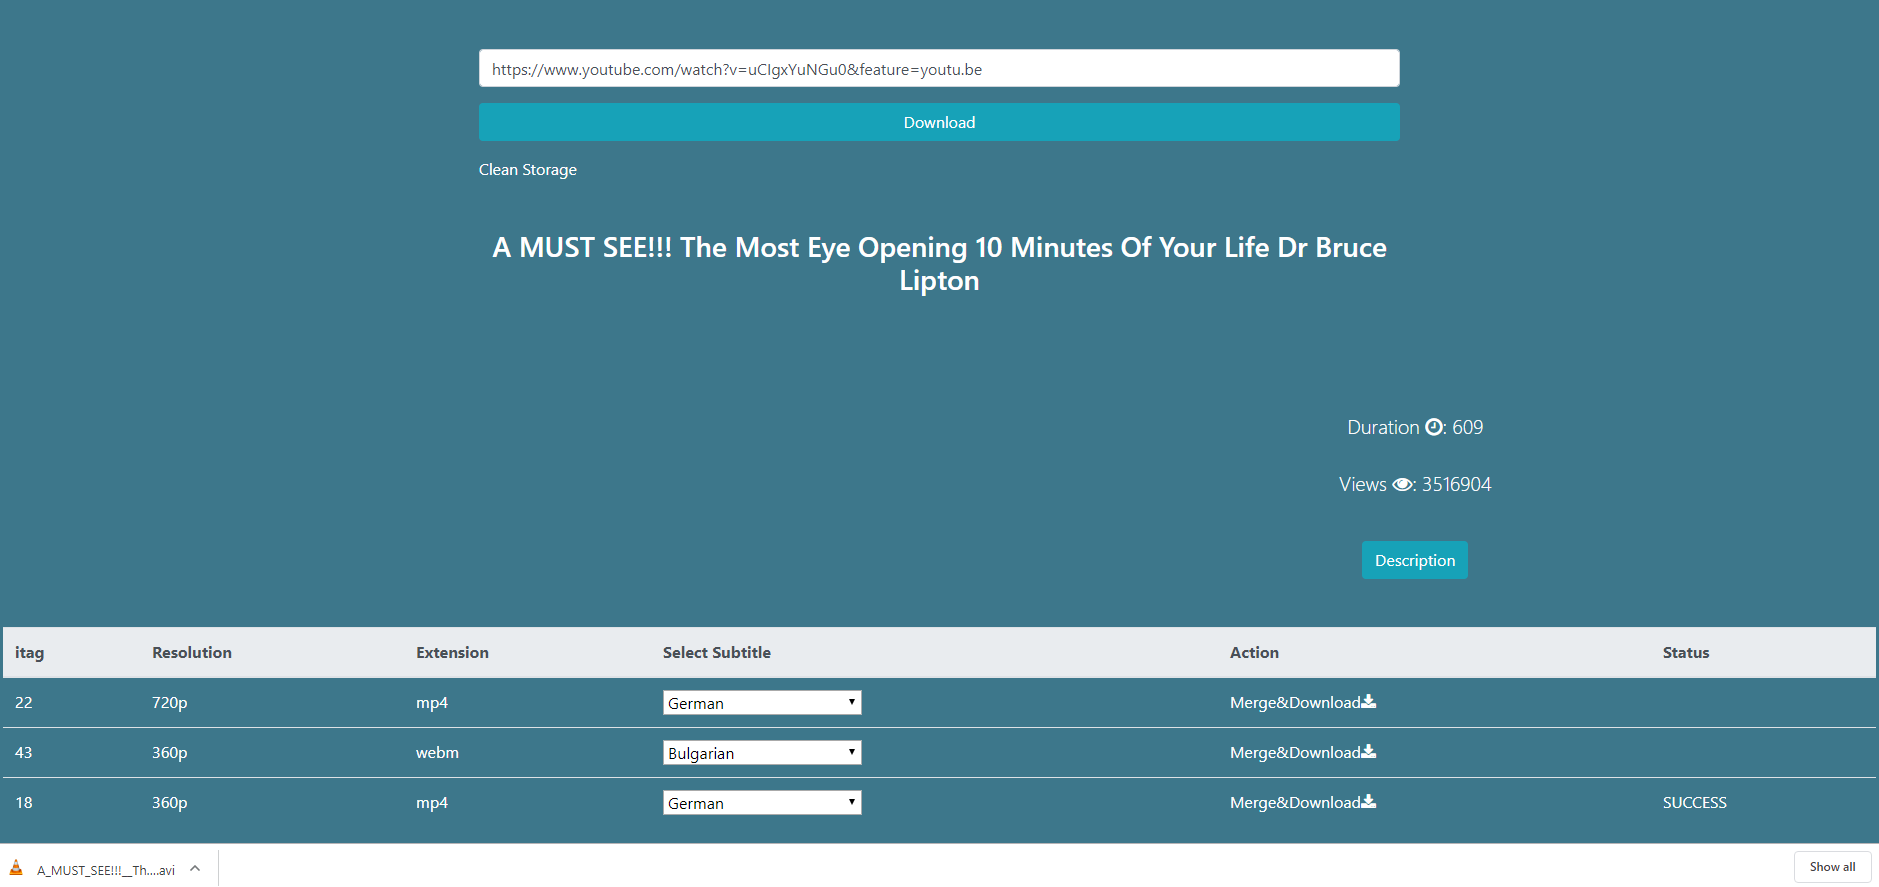 https://www.youtube.com/watch?v=uCIgxYuNGu0&feature=youtu.be
Download
Clean Storage
A MUST SEE!!! The Most Eye Opening 10 Minutes Of Your Life Dr Bruce
Lipton
Duration : 609
Views : 3516904
Description
itag Resolution Extension Select Subtitle Action Status
22 720p mp4 German Merge&Download
43 360p webm Bulgarian Merge&Download
18 360p mp4 German Merge&Download SUCCESS
A_MUST_SEE!!!__Th....avi Show all